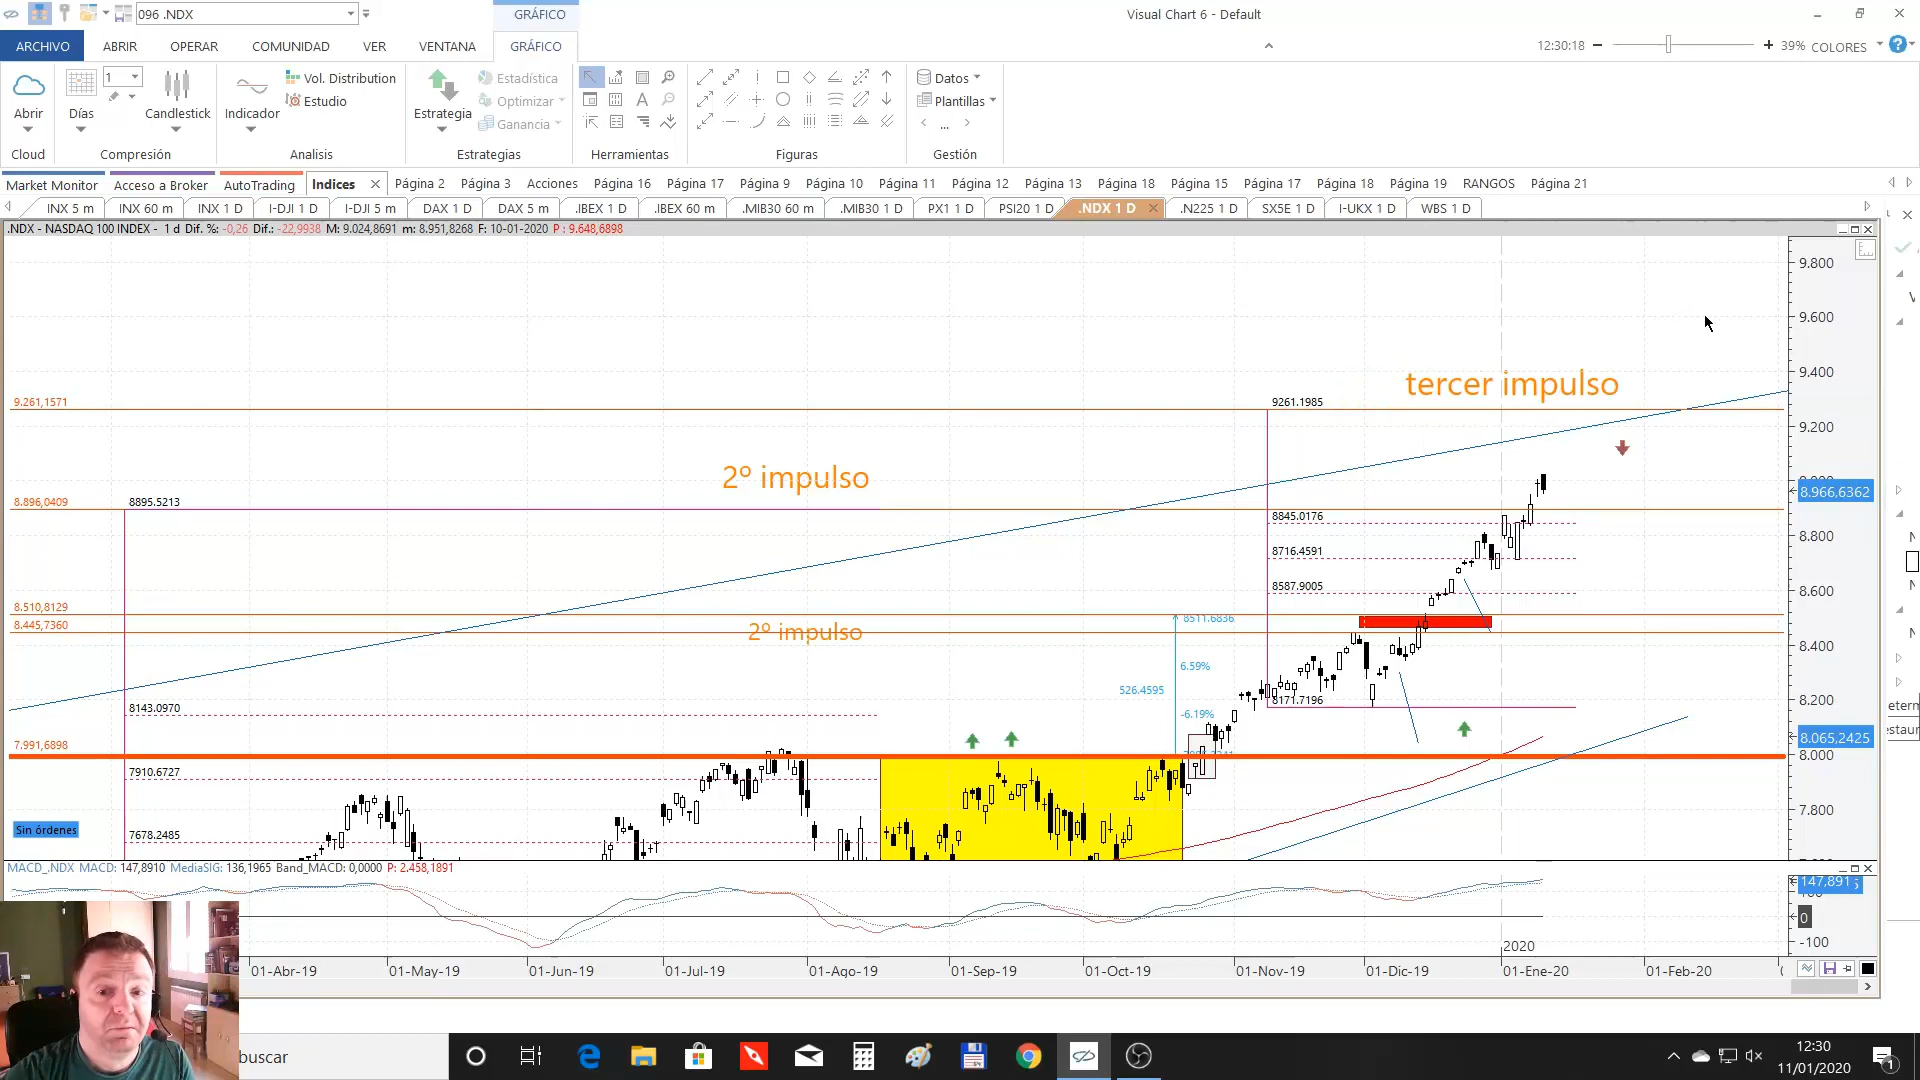 096 .NDX
GRÁFICO
Visual Chart 6 - Default
ARCHIVO ABRIR OPERAR COMUNIDAD VER VENTANA GRÁFICO
12:30:18 39% COLORES
Abrir
Cloud
1
Días
Candlestick
Compresión
Indicador
Vol. Distribution
Estudio
Analisis
Estrategia
Estadística
Optimizar
Ganancia
Estrategias
Herramientas
Figuras
Datos
Plantillas
...
Gestión
Market Monitor Acceso a Broker AutoTrading Indices Página 2 Página 3 Acciones Página 16 Página 17 Página 9 Página 10 Página 11 Página 12 Página 13 Página 18 Página 15 Página 17 Página 18 Página 19 RANGOS Página 21
INX 5 m INX 60 m INX 1 D I-DJI 1 D I-DJI 5 m DAX 1 D DAX 5 m .IBEX 1 D .IBEX 60 m .MIB30 60 m .MIB30 1 D PX1 1 D PSI20 1 D .NDX 1 D .N225 1 D SX5E 1 D I-UKX 1 D WBS 1 D
.NDX - NASDAQ 100 INDEX - 1 d Dif. %: -0,26 Dif.: -22,9938 M: 9.024,8691 m: 8.951,8268 F: 10-01-2020 P : 9.648,6898
9.800
9.600
9.400
9.200
8.966,6362
8.800
8.600
8.400
8.200
8.065,2425
8.000
7.800
tercer impulso
9.261,1571
9261.1985
2º impulso
8.896,0409
8895.5213
8845.0176
8716.4591
8587.9005
8.510,8129
8511.6836
8.445,7360
2º impulso
6.59%
526.4595
-6.19%
8171.7196
8143.0970
7.991,6898
7910.6727
7678.2485
Sin órdenes
MACD_.NDX MACD: 147,8910 MediaSIG: 136,1965 Band_MACD: 0,0000 P: 2.458,1891
147,891
0
-100
2020
01-Abr-19 01-May-19 01-Jun-19 01-Jul-19 01-Ago-19 01-Sep-19 01-Oct-19 01-Nov-19 01-Dic-19 01-Ene-20 01-Feb-20
buscar
12:30
11/01/2020
1